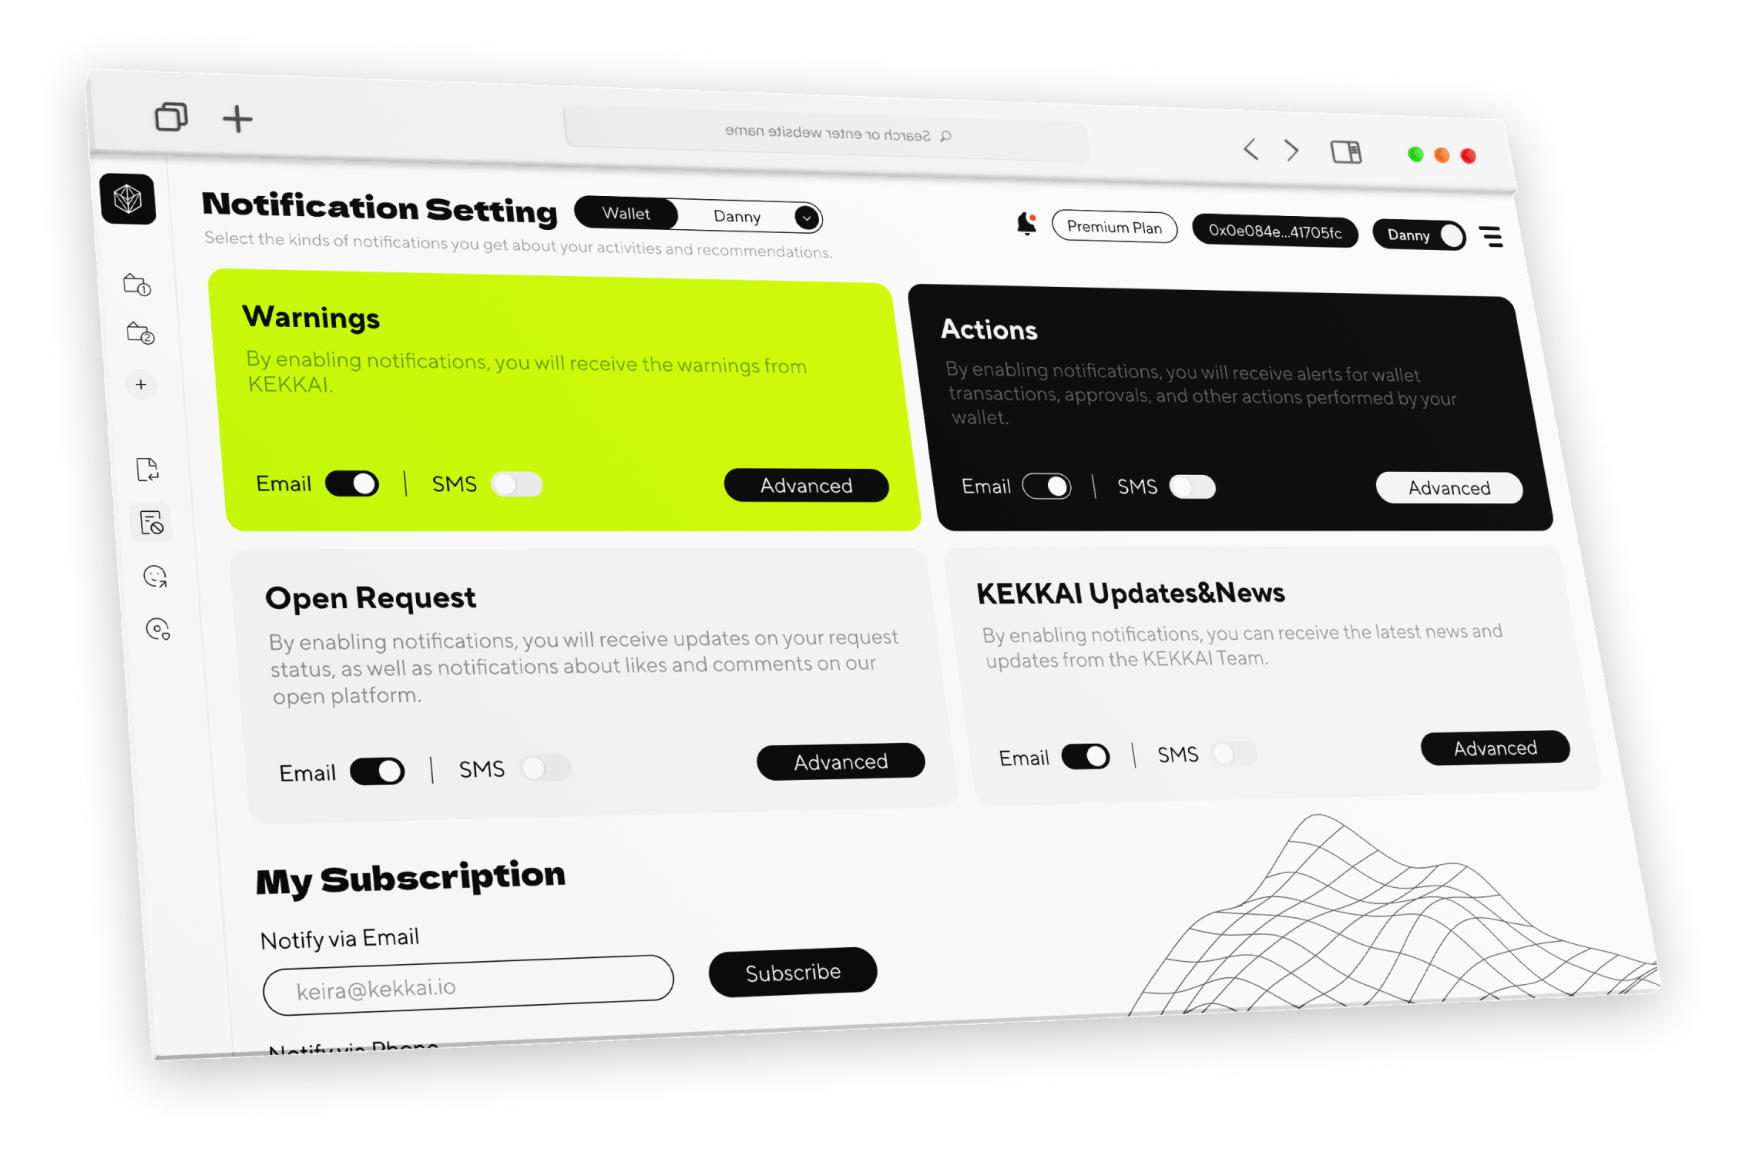 Search or enter website name
Notification Setting
Wallet
Danny
Select the kinds of notifications you get about your activities and recommendations.
Premium Plan
0x0e084e...41705fc
Danny
1
2
Warnings
By enabling notifications, you will receive the warnings from
KEKKAI.
Email
SMS
Advanced
Actions
By enabling notifications, you will receive alerts for wallet
transactions, approvals, and other actions performed by your
wallet.
Email
SMS
Advanced
Open Request
By enabling notifications, you will receive updates on your request
status, as well as notifications about likes and comments on our
open platform.
Email
SMS
Advanced
KEKKAI Updates&News
By enabling notifications, you can receive the latest news and
updates from the KEKKAI Team.
Email
SMS
Advanced
My Subscription
Notify via Email
keira@kekkai.io
Subscribe
Notify via Phone